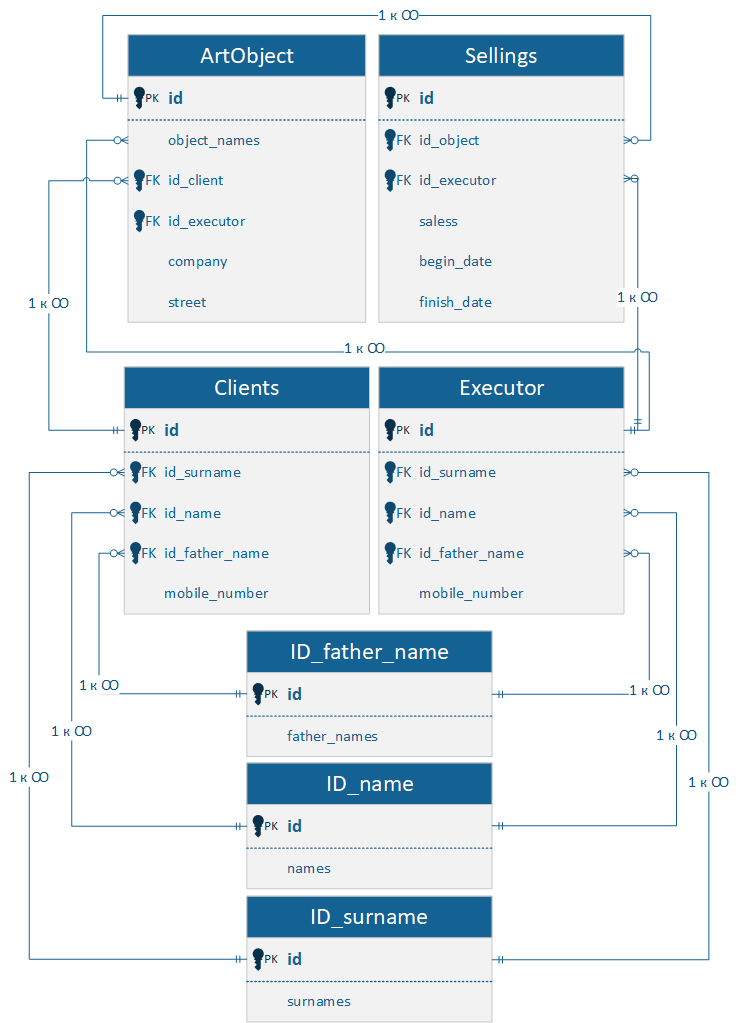 1 к ∞
ArtObject
PK id
object_names
FK id_client
FK id_executor
company
street
Sellings
PK id
FK id_object
FK id_executor
saless
begin_date
finish_date
1 к ∞
1 к ∞
1 к ∞
Clients
PK id
FK id_surname
FK id_name
FK id_father_name
mobile_number
Executor
PK id
FK id_surname
FK id_name
FK id_father_name
mobile_number
ID_father_name
PK id
father_names
1 к ∞
1 к ∞
1 к ∞
1 к ∞
ID_name
PK id
names
1 к ∞
1 к ∞
ID_surname
PK id
surnames